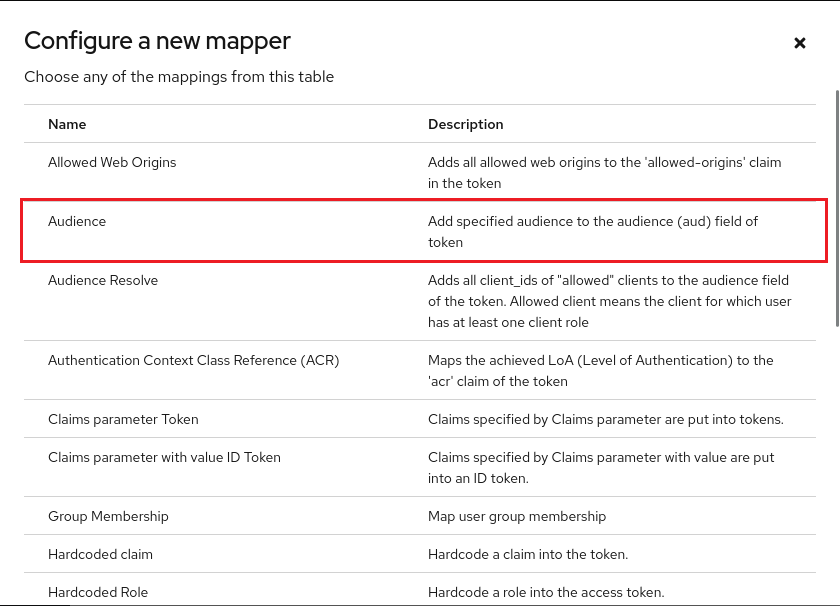 Configure a new mapper
Choose any of the mappings from this table
Name Description
Allowed Web Origins Adds all allowed web origins to the 'allowed-origins' claim
in the token
Audience Add specified audience to the audience (aud) field of
token
Audience Resolve Adds all client_ids of "allowed" clients to the audience field
of the token. Allowed client means the client for which user
has at least one client role
Authentication Context Class Reference (ACR) Maps the achieved LoA (Level of Authentication) to the
'acr' claim of the token
Claims parameter Token Claims specified by Claims parameter are put into tokens.
Claims parameter with value ID Token Claims specified by Claims parameter with value are put
into an ID token.
Group Membership Map user group membership
Hardcoded claim Hardcode a claim into the token.
Hardcoded Role Hardcode a role into the access token.